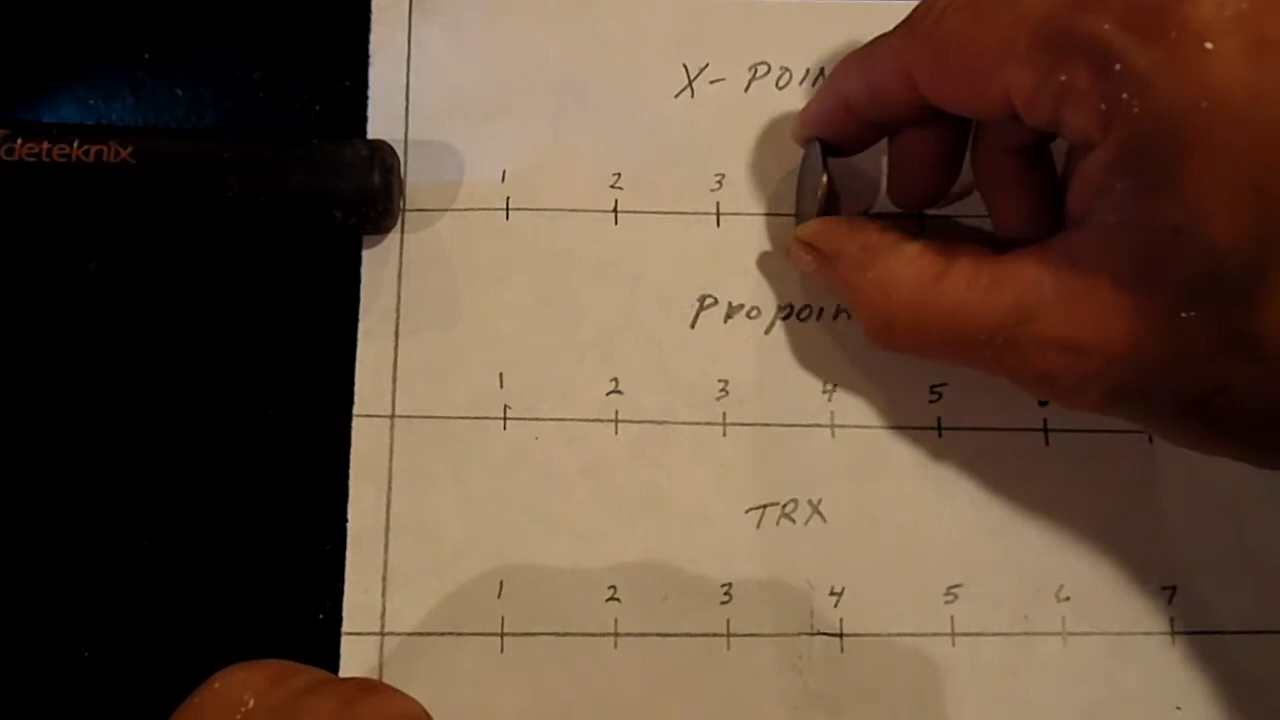 X-POIN
deteknix
1 2 3
Propoin
1 2 3 4 5
TRX
1 2 3 4 5 6 7